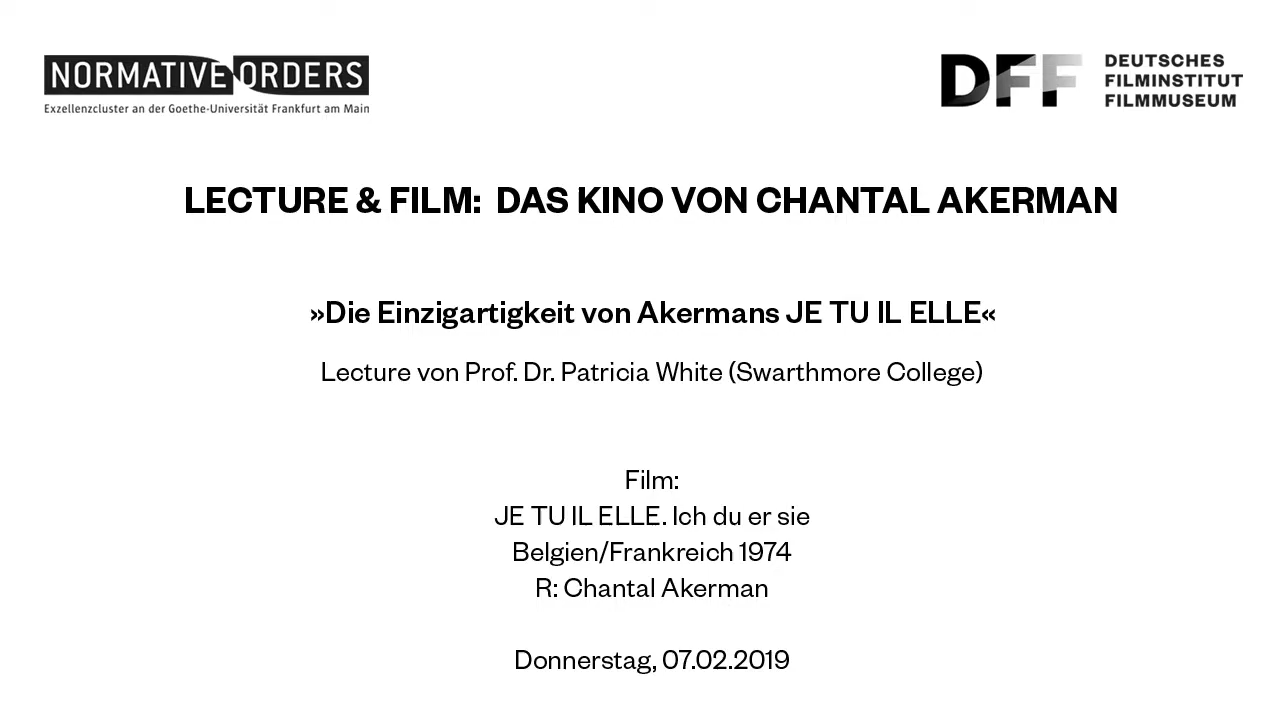 NORMATIVE ORDERS
Exzellenzcluster an der Goethe-Universität Frankfurt am Main
DFF
DEUTSCHES
FILMINSTITUT
FILMMUSEUM
LECTURE & FILM: DAS KINO VON CHANTAL AKERMAN
»Die Einzigartigkeit von Akermans JE TU IL ELLE«
Lecture von Prof. Dr. Patricia White (Swarthmore College)
Film:
JE TU IL ELLE. Ich du er sie
Belgien/Frankreich 1974
R: Chantal Akerman
Donnerstag, 07.02.2019